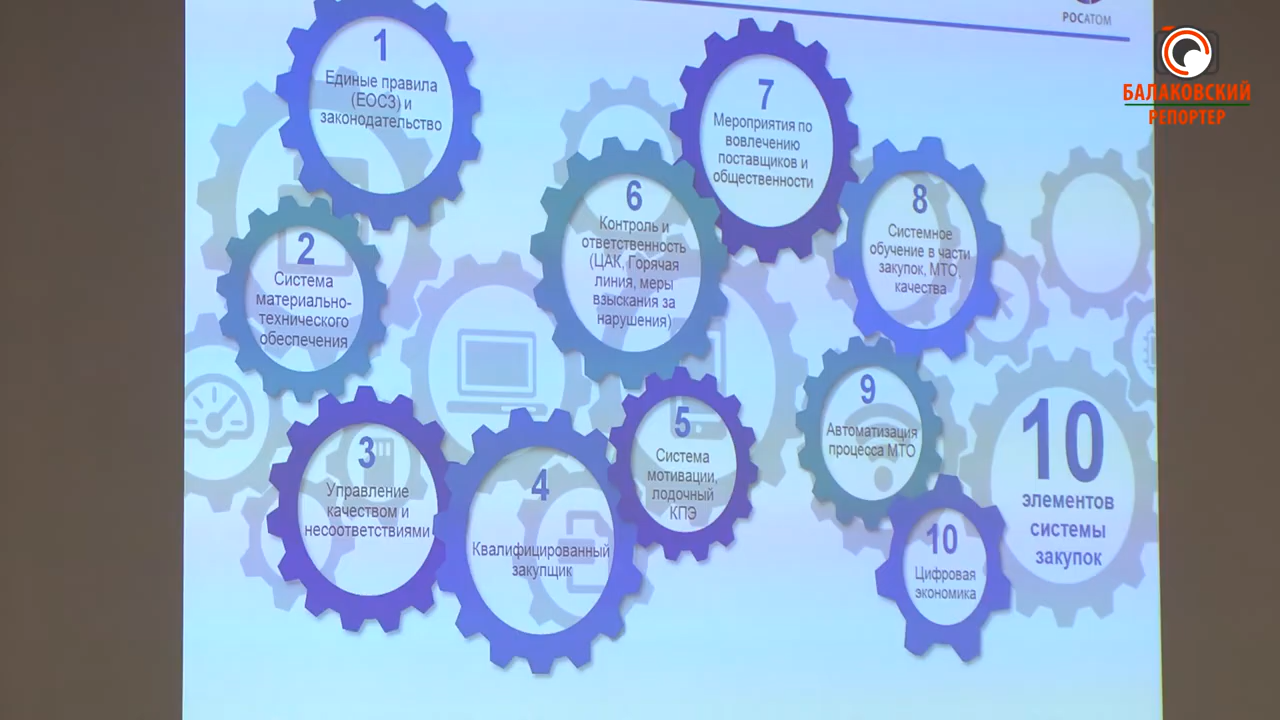 РОСАТОМ
БАЛАКОВСКИЙ
РЕПОРТЕР
1
Единые правила
(ЕОСЗ) и
законодательство
2
Система
материально-
технического
обеспечения
3
Управление
качеством и
несоответствиями
4
Квалифицированный
закупщик
5
Система
мотивации,
лодочный
КПЭ
6
Контроль и
ответственность
(ЦАК, Горячая
линия, меры
взыскания за
нарушения)
7
Мероприятия по
вовлечению
поставщиков и
общественности
8
Системное
обучение в части
закупок, МТО,
качества
9
Автоматизация
процесса МТО
10
Цифровая
экономика
10
элементов
системы
закупок